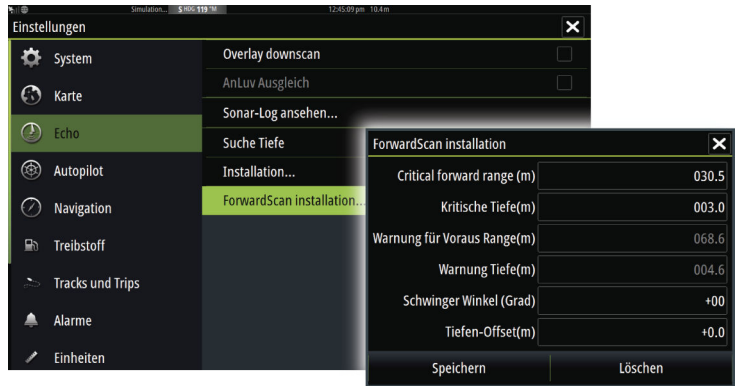 Simulation... S HDG 119 °M 12:45:09 pm 10.4 m
Einstellungen
System
Karte
Echo
Autopilot
Navigation
Treibstoff
Tracks und Trips
Alarme
Einheiten
Overlay downscan
AnLuv Ausgleich
Sonar-Log ansehen...
Suche Tiefe
Installation...
ForwardScan installation...
ForwardScan installation
Critical forward range (m) 030.5
Kritische Tiefe(m) 003.0
Warnung für Voraus Range(m) 068.6
Warnung Tiefe(m) 004.6
Schwinger Winkel (Grad) +00
Tiefen-Offset(m) +0.0
Speichern Löschen